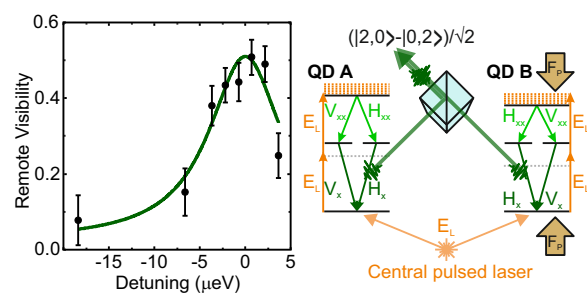 Remote Visibility
0.6
0.4
0.2
0.0
-15
-10
-5
0
5
Detuning (μeV)
(|2,0⟩-|0,2⟩)/√2
QD A
QD B
F_P
V_xx
H_xx
H_xx
V_xx
E_L
E_L
E_L
E_L
V_x
H_x
H_x
V_x
F_P
E_L
Central pulsed laser